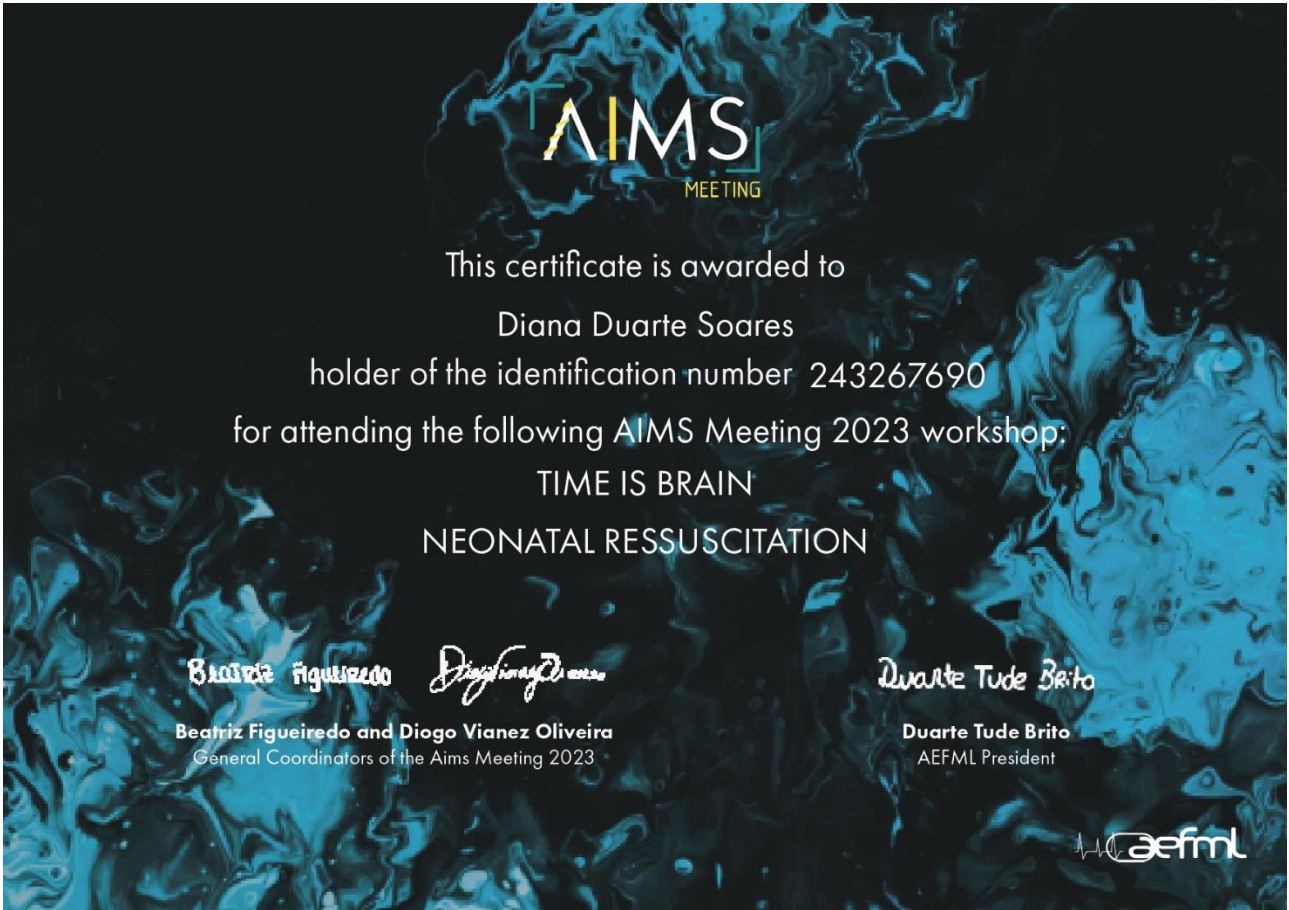 AIMS
MEETING
This certificate is awarded to
Diana Duarte Soares
holder of the identification number 243267690
for attending the following AIMS Meeting 2023 workshop:
TIME IS BRAIN
NEONATAL RESSUSCITATION
Beatriz Figueiredo
Duarte Tude Brito
Beatriz Figueiredo and Diogo Vianez Oliveira
Duarte Tude Brito
General Coordinators of the Aims Meeting 2023
AEFML President
aefml